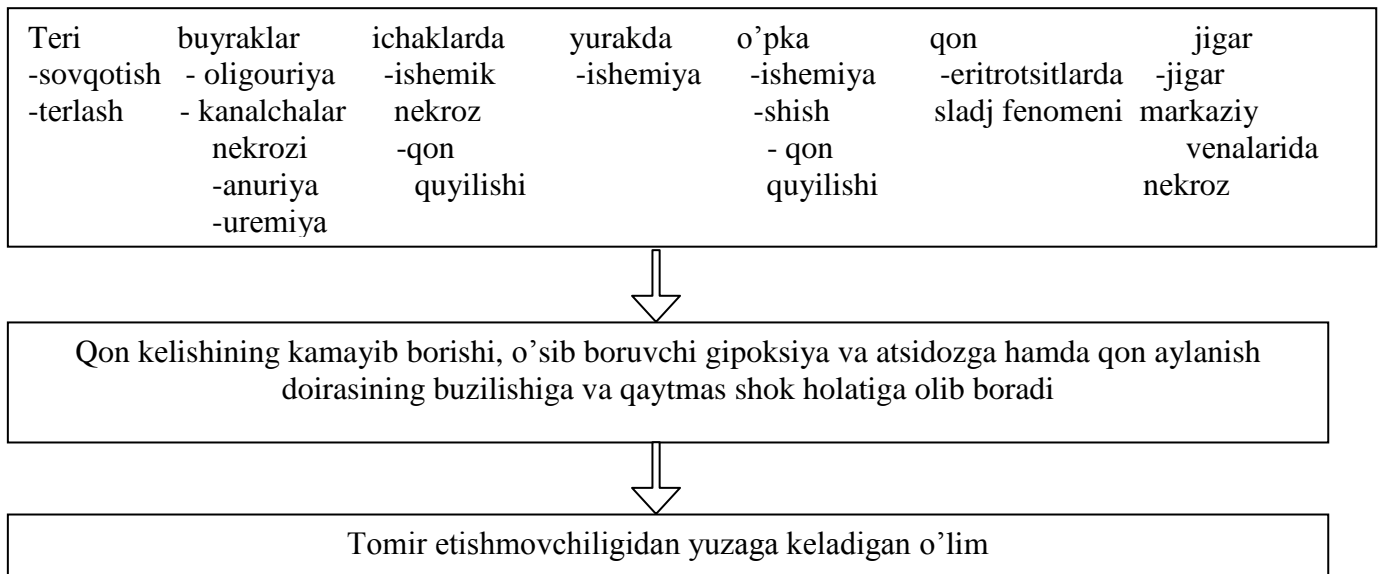 Teri buyraklar ichaklarda yurakda o’pka qon jigar
-sovqotish - oligouriya -ishemik -ishemiya -ishemiya -eritrotsitlarda -jigar
-terlash - kanalchalar nekroz -shish sladj fenomeni markaziy
nekrozi -qon - qon venalarida
-anuriya quyilishi quyilishi nekroz
-uremiya
Qon kelishining kamayib borishi, o’sib boruvchi gipoksiya va atsidozga hamda qon aylanish
doirasining buzilishiga va qaytmas shok holatiga olib boradi
Tomir etishmovchiligidan yuzaga keladigan o’lim